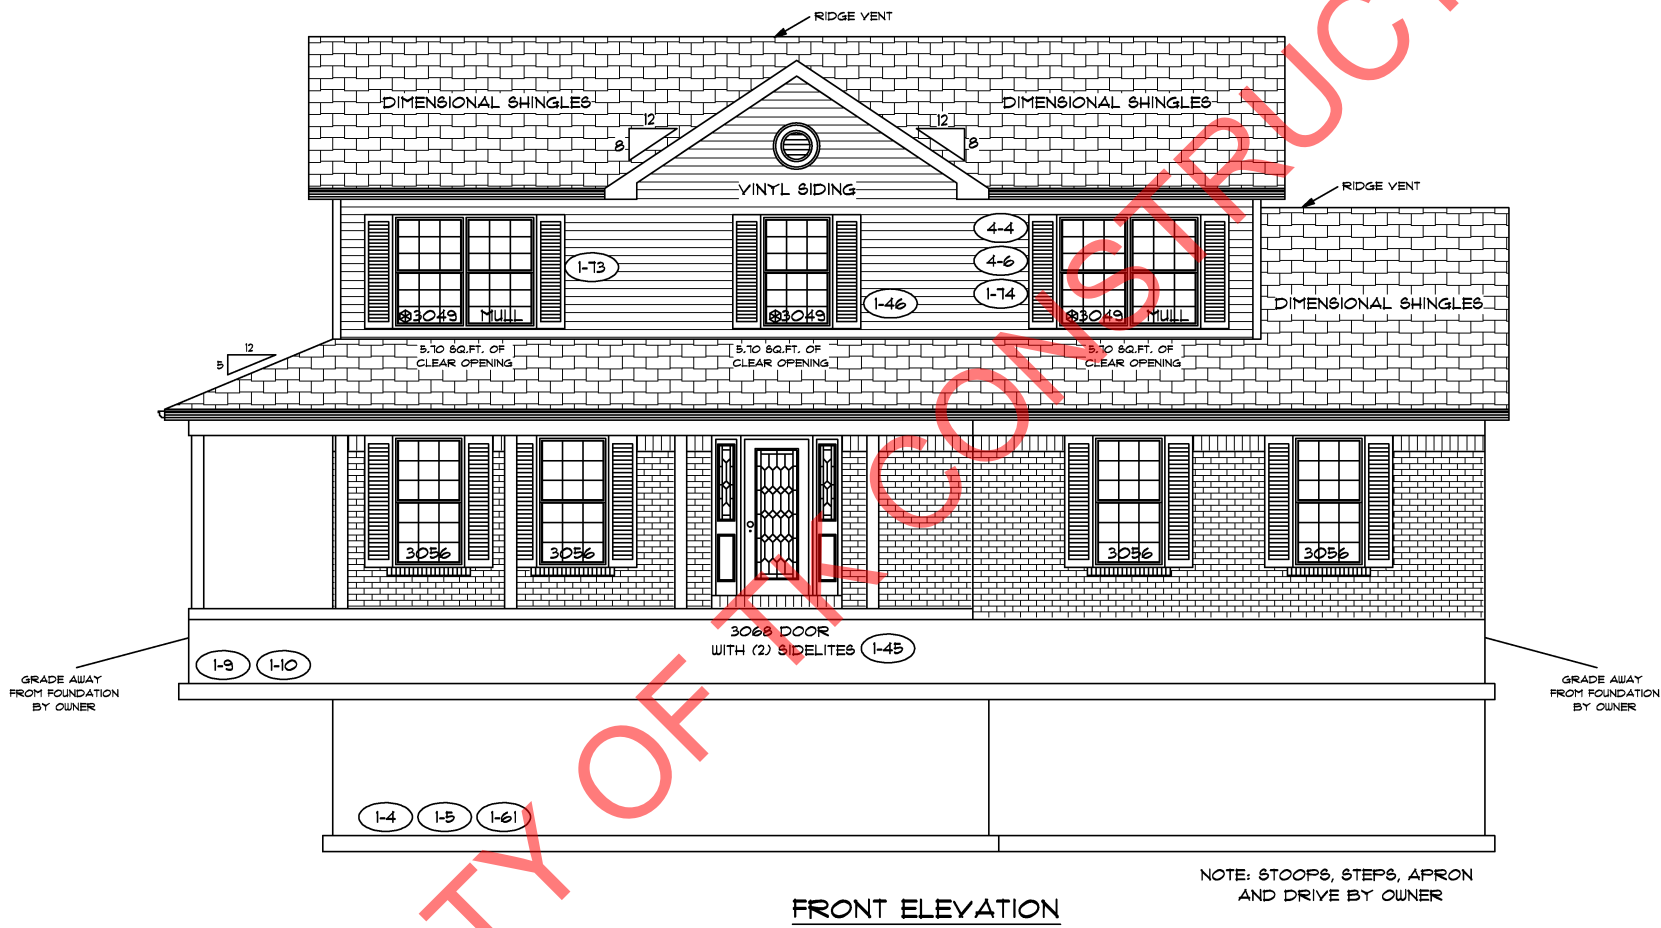 RIDGE VENT
DIMENSIONAL SHINGLES
DIMENSIONAL SHINGLES
12
8
12
8
VINYL SIDING
RIDGE VENT
4-4
4-6
1-74
1-73
1-46
DIMENSIONAL SHINGLES
3049 MULL
3049
3049 MULL
5.70 SQ.FT. OF
CLEAR OPENING
5.70 SQ.FT. OF
CLEAR OPENING
5.70 SQ.FT. OF
CLEAR OPENING
12
5
3056
3056
3056
3056
3068 DOOR
WITH (2) SIDELITES
1-45
1-9
1-10
GRADE AWAY
FROM FOUNDATION
BY OWNER
GRADE AWAY
FROM FOUNDATION
BY OWNER
1-4
1-5
1-61
NOTE: STOOPS, STEPS, APRON
AND DRIVE BY OWNER
FRONT ELEVATION
TY OF TK CONSTRUC